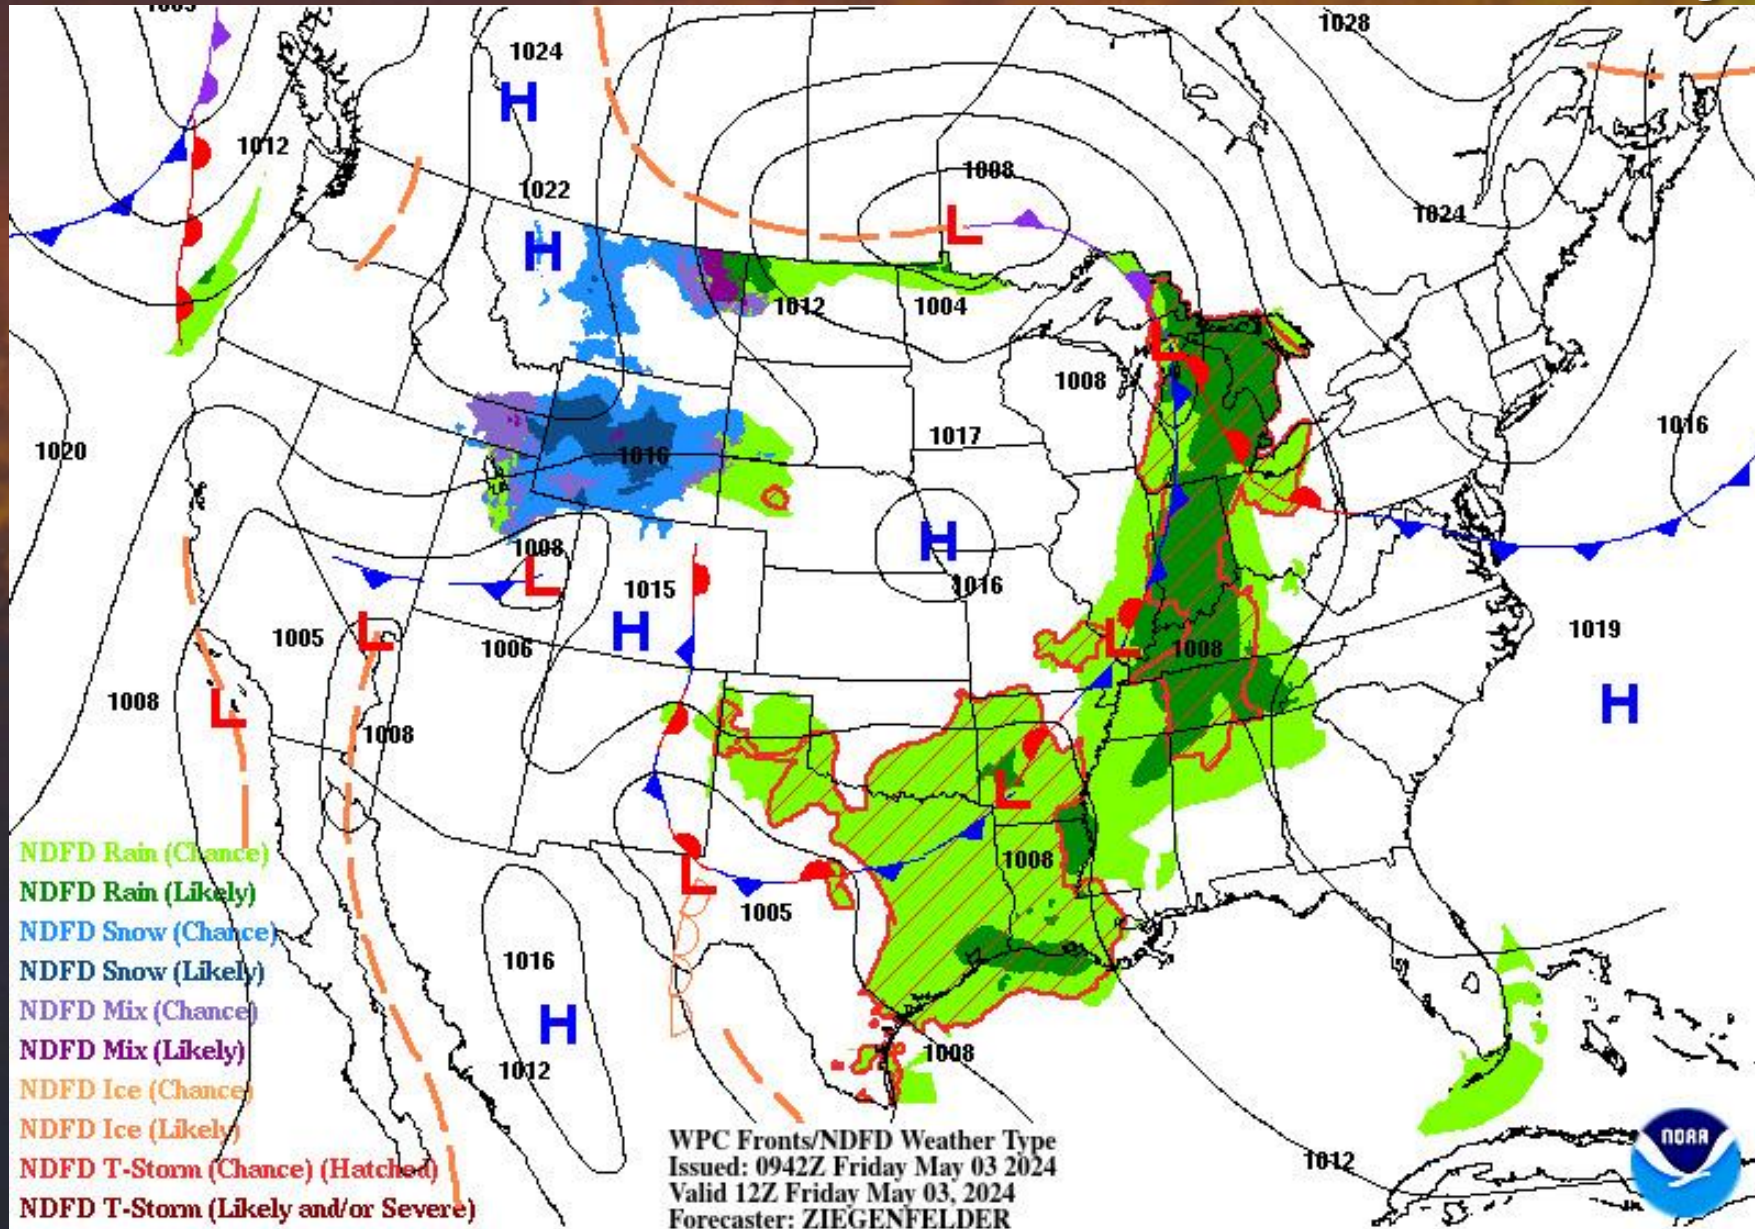 1028
1024
H
1012
1008
1022
1024
H
L
1012
1004
L
1008
1016
1020
1017
1016
H
1008
L
1015
1016
1005
L
H
1006
L
1008
1019
1008
L
H
1008
L
NDFD Rain (Chance)
1008
L
NDFD Rain (Likely)
1005
NDFD Snow (Chance)
1016
NDFD Snow (Likely)
NDFD Mix (Chance)
H
NDFD Mix (Likely)
1008
1012
NDFD Ice (Chance)
NDFD Ice (Likely)
WPC Fronts/NDFD Weather Type
Issued: 0942Z Friday May 03 2024
Valid 12Z Friday May 03, 2024
Forecaster: ZIEGENFELDER
NDFD T-Storm (Chance) (Hatched)
NDFD T-Storm (Likely and/or Severe)
1012
NOAA